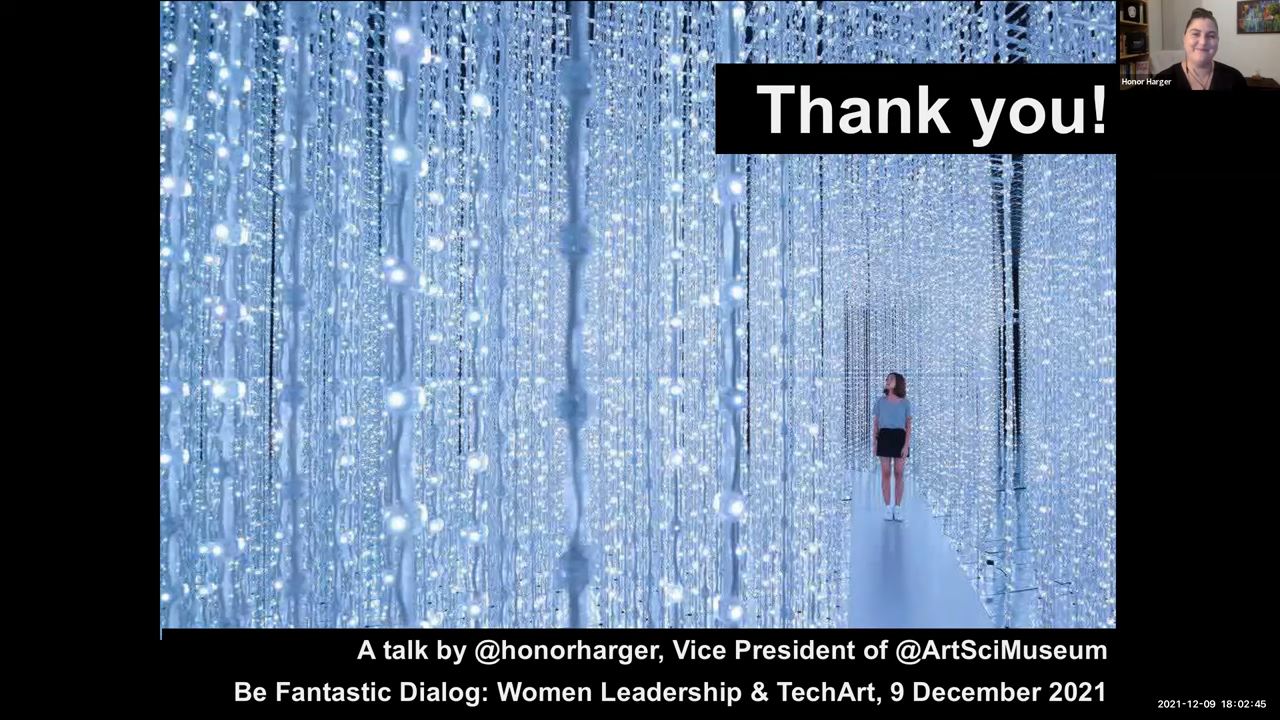 Thank you!
Honor Harger
A talk by @honorharger, Vice President of @ArtSciMuseum
Be Fantastic Dialog: Women Leadership & TechArt, 9 December 2021
2021-12-09 18:02:45